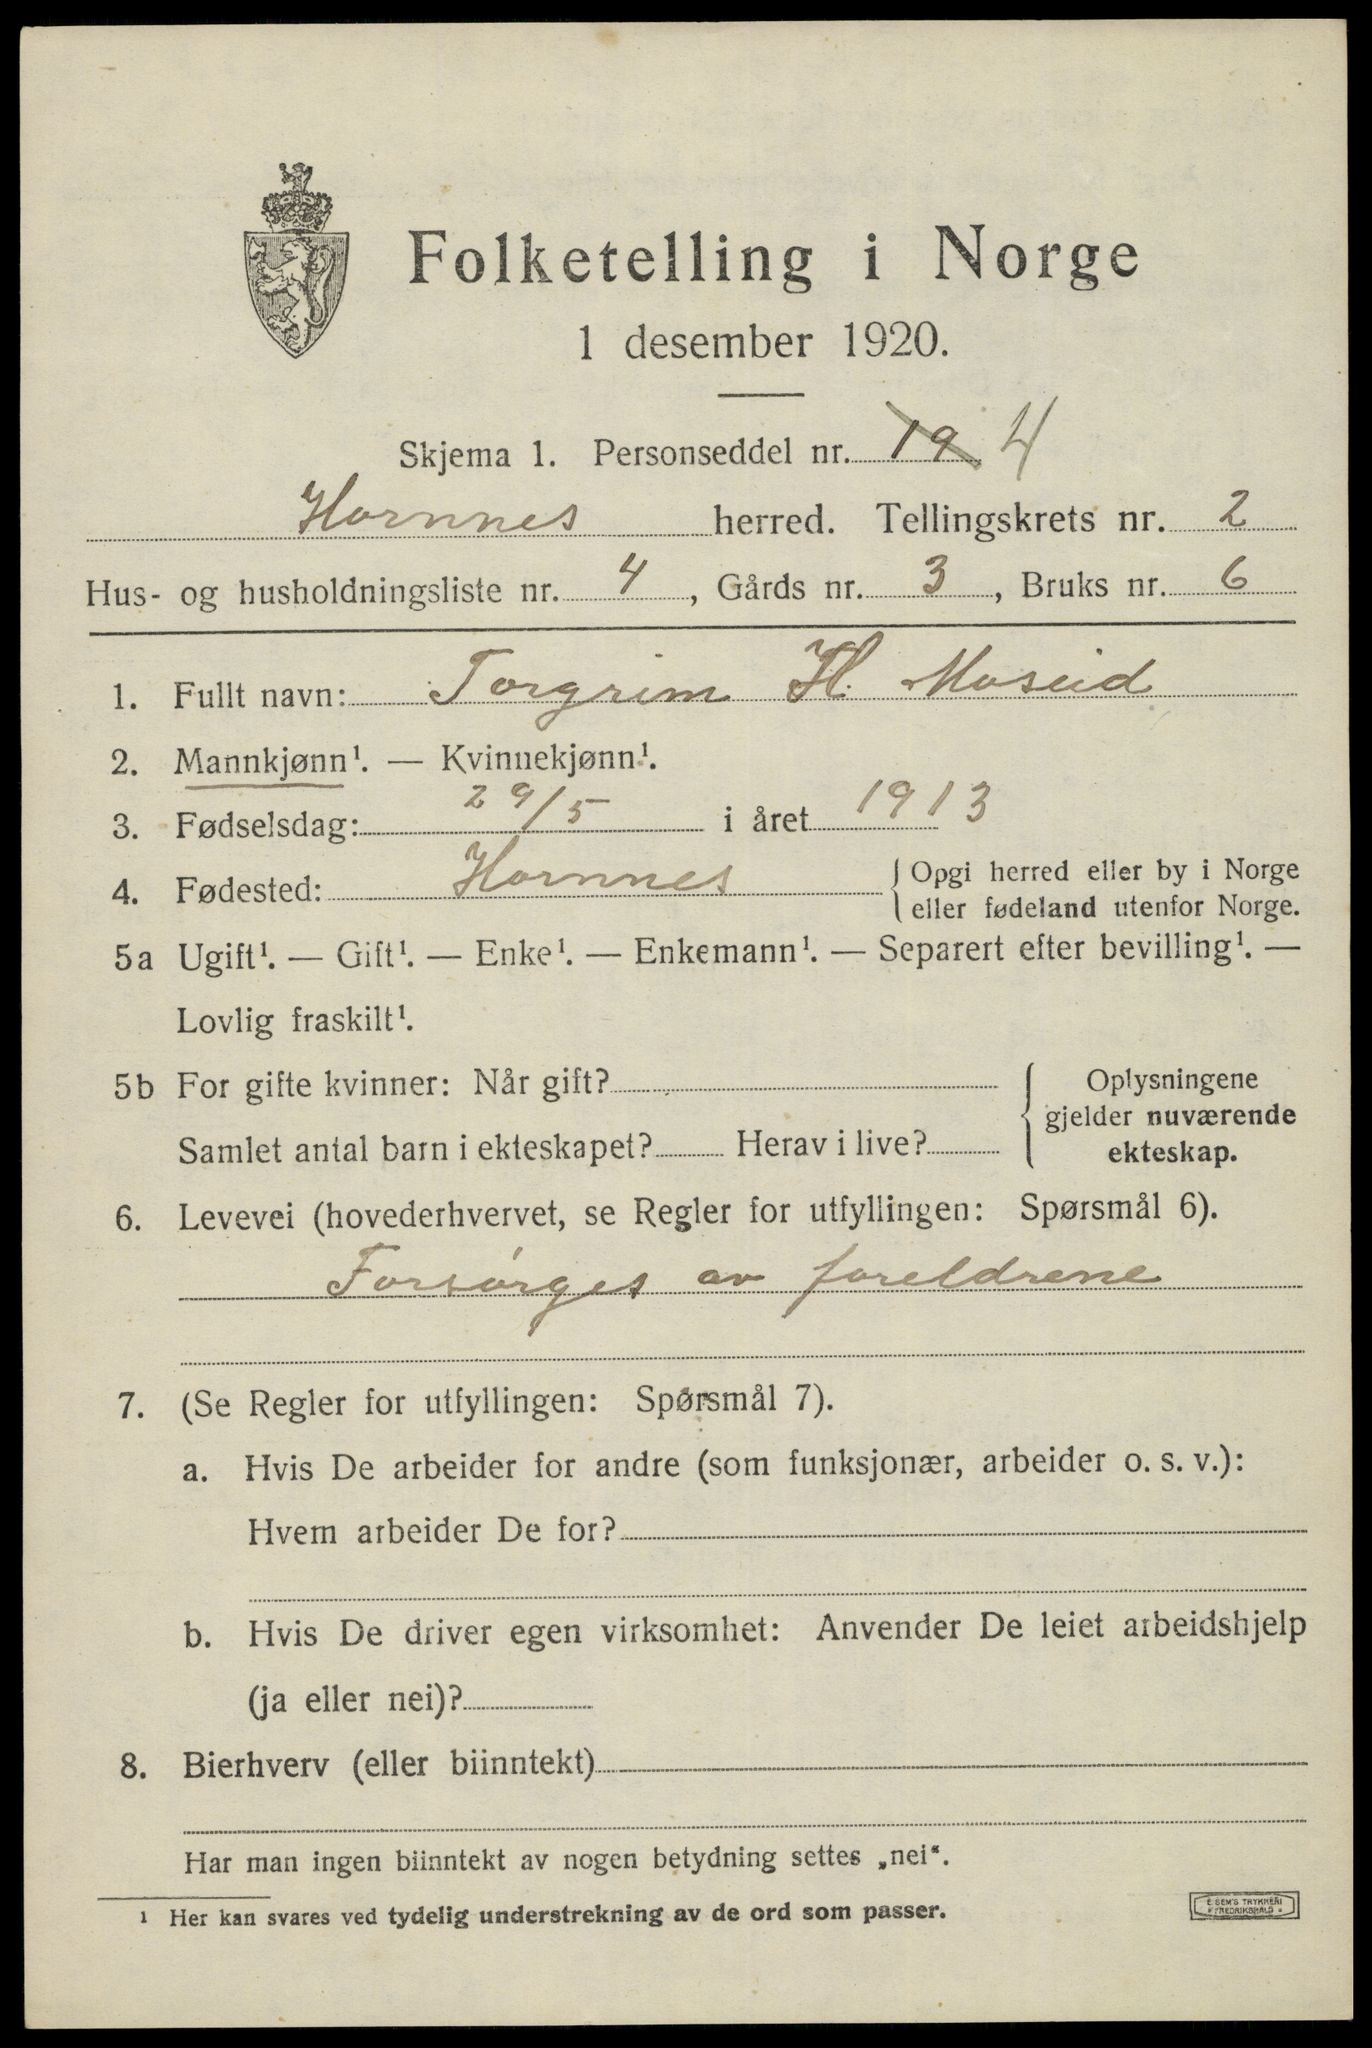 Folketelling i Norge
1 desember 1920.
Skjema 1. Personseddel nr. 19 4
Hornnes herred. Tellingskrets nr. 2
Hus- og husholdningsliste nr. 4, Gårds nr. 3, Bruks nr. 6
1. Fullt navn: Torgrim H. Moseid
2. Mannkjønn¹. — Kvinnekjønn¹.
3. Fødselsdag: 29/5 i året 1913
4. Fødested: Hornnes { Opgi herred eller by i Norge
eller fødeland utenfor Norge.
5a Ugift¹. — Gift¹. — Enke¹. — Enkemann¹. — Separert efter bevilling¹. —
Lovlig fraskilt¹.
5b For gifte kvinner: Når gift? { Oplysningene
gjelder nuværende
Samlet antal barn i ekteskapet? Herav i live? ekteskap.
6. Levevei (hovederhvervet, se Regler for utfyllingen: Spørsmål 6).
Forsørges av foreldrene
7. (Se Regler for utfyllingen: Spørsmål 7).
a. Hvis De arbeider for andre (som funksjonær, arbeider o. s. v.):
Hvem arbeider De for?
b. Hvis De driver egen virksomhet: Anvender De leiet arbeidshjelp
(ja eller nei)?
8. Bierhverv (eller biinntekt)
Har man ingen biinntekt av nogen betydning settes „nei“.
¹ Her kan svares ved tydelig understrekning av de ord som passer.
E. SEM'S TRYKKERI
FREDRIKSHALD